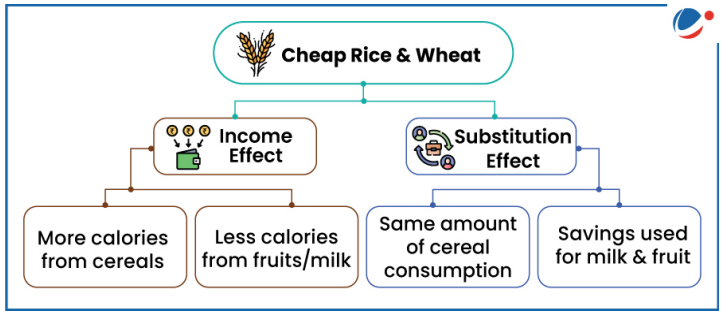 Cheap Rice & Wheat
Income
Effect
Substitution
Effect
More calories
from cereals
Less calories
from fruits/milk
Same amount
of cereal
consumption
Savings used
for milk & fruit